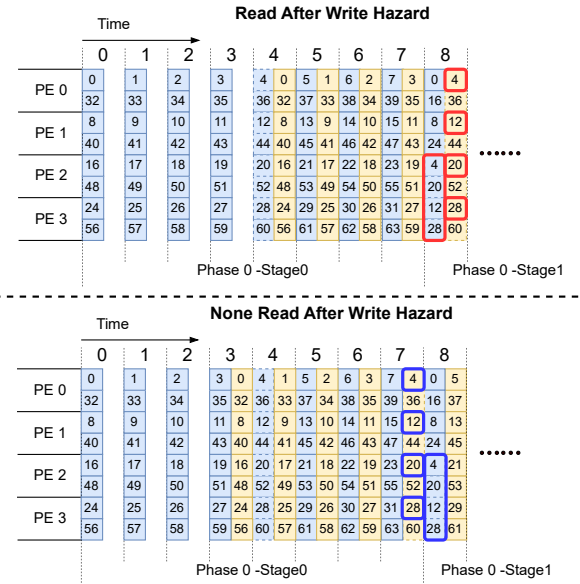 Read After Write Hazard
Time
0 1 2 3 4 5 6 7 8
0 1 2 3 4 0 5 1 6 2 7 3 0 4
PE 0
32 33 34 35 36 32 37 33 38 34 39 35 16 36
8 9 10 11 12 8 13 9 14 10 15 11 8 12
PE 1
40 41 42 43 44 40 45 41 46 42 47 43 24 44
16 17 18 19 20 16 21 17 22 18 23 19 4 20
PE 2
48 49 50 51 52 48 53 49 54 50 55 51 20 52
24 25 26 27 28 24 29 25 30 26 31 27 12 28
PE 3
56 57 58 59 60 56 61 57 62 58 63 59 28 60
......
Phase 0 -Stage0 Phase 0 -Stage1
None Read After Write Hazard
Time
0 1 2 3 4 5 6 7 8
0 1 2 3 0 4 1 5 2 6 3 7 4 0 5
PE 0
32 33 34 35 32 36 33 37 34 38 35 39 36 16 37
8 9 10 11 8 12 9 13 10 14 11 15 12 8 13
PE 1
40 41 42 43 40 44 41 45 42 46 43 47 44 24 45
16 17 18 19 16 20 17 21 18 22 19 23 20 4 21
PE 2
48 49 50 51 48 52 49 53 50 54 51 55 52 20 53
24 25 26 27 24 28 25 29 26 30 27 31 28 12 29
PE 3
56 57 58 59 56 60 57 61 58 62 59 63 60 28 61
......
Phase 0 -Stage0 Phase 0 -Stage1